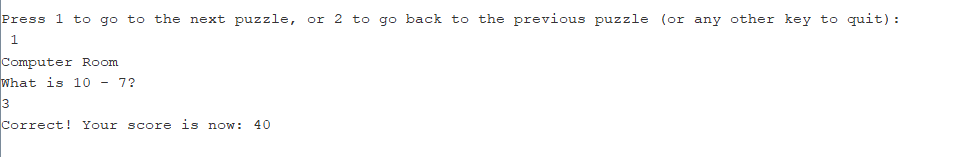 Press 1 to go to the next puzzle, or 2 to go back to the previous puzzle (or any other key to quit):
1
Computer Room
What is 10 - 7?
3
Correct! Your score is now: 40